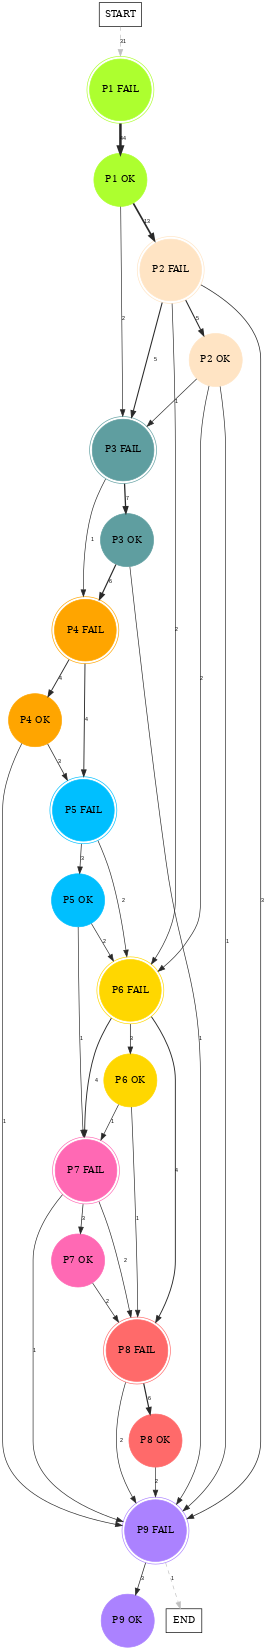 START
31
P1 FAIL
P1 OK
13
P2 FAIL
2
5
5
P2 OK
1
P3 FAIL
7
1
P3 OK
2
6
P4 FAIL
2
4
4
P4 OK
3
P5 FAIL
3
2
3
P5 OK
2
1
1
P6 FAIL
3
1
1
4
P6 OK
1
1
4
P7 FAIL
3
2
P7 OK
2
1
P8 FAIL
6
2
P8 OK
2
P9 FAIL
3
1
P9 OK
END